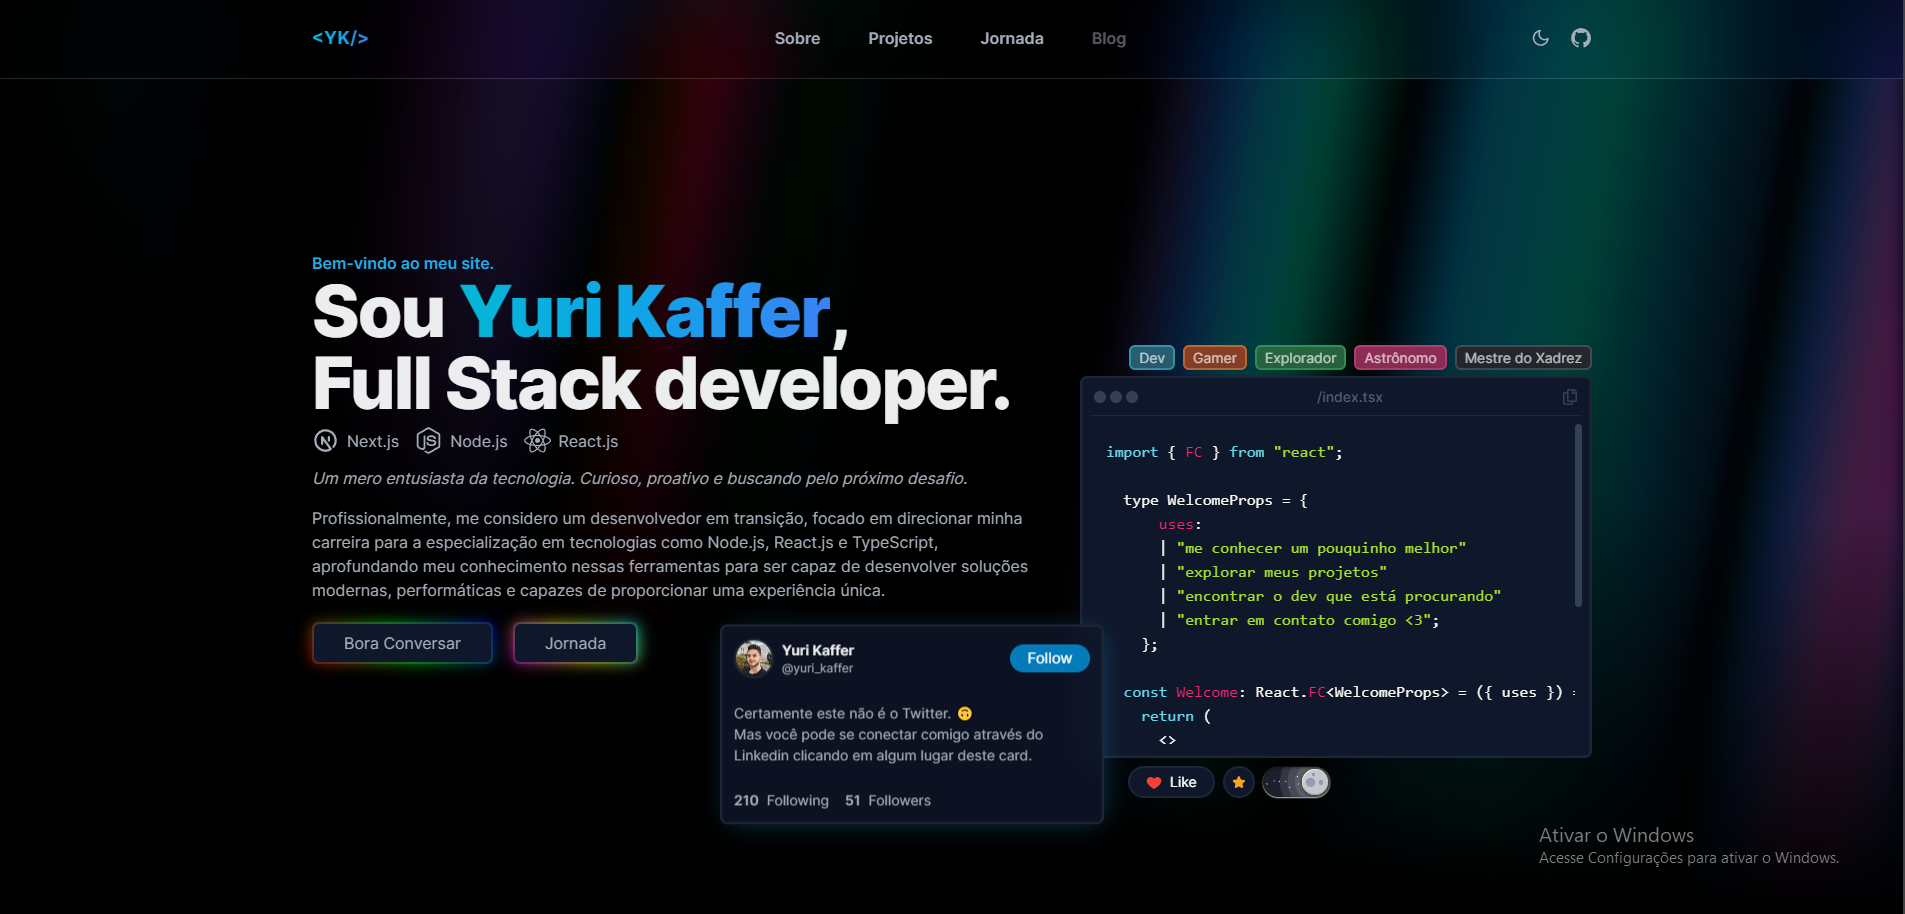 <YK/>
Sobre Projetos Jornada Blog
Bem-vindo ao meu site.
Sou Yuri Kaffer,
Full Stack developer.
Next.js Node.js React.js
Um mero entusiasta da tecnologia. Curioso, proativo e buscando pelo próximo desafio.
Profissionalmente, me considero um desenvolvedor em transição, focado em direcionar minha
carreira para a especialização em tecnologias como Node.js, React.js e TypeScript,
aprofundando meu conhecimento nessas ferramentas para ser capaz de desenvolver soluções
modernas, performáticas e capazes de proporcionar uma experiência única.
Bora Conversar
Jornada
Dev Gamer Explorador Astrônomo Mestre do Xadrez
/index.tsx
import { FC } from "react";
type WelcomeProps = {
uses:
| "me conhecer um pouquinho melhor"
| "explorar meus projetos"
| "encontrar o dev que está procurando"
| "entrar em contato comigo <3";
};
const Welcome: React.FC<WelcomeProps> = ({ uses }) =
return (
<>
Yuri Kaffer
@yuri_kaffer
Follow
Certamente este não é o Twitter. 🙃
Mas você pode se conectar comigo através do
Linkedin clicando em algum lugar deste card.
210 Following 51 Followers
Like
Ativar o Windows
Acesse Configurações para ativar o Windows.